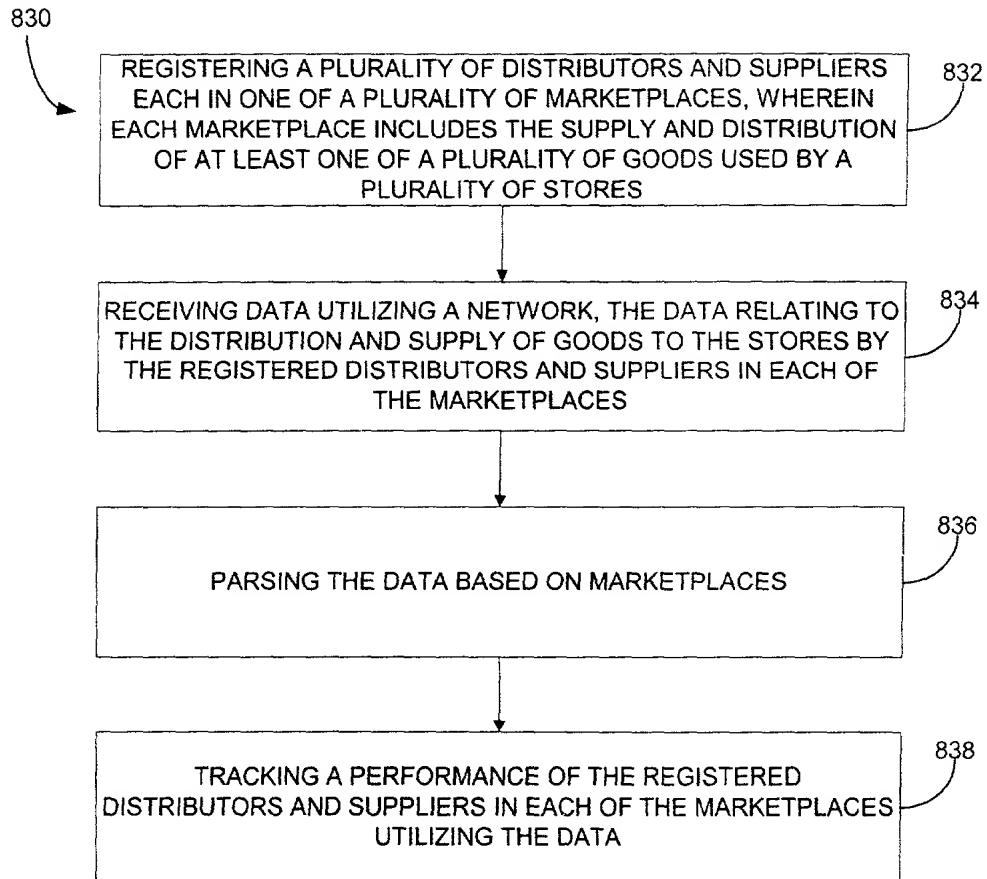 830
REGISTERING A PLURALITY OF DISTRIBUTORS AND SUPPLIERS
EACH IN ONE OF A PLURALITY OF MARKETPLACES, WHEREIN
EACH MARKETPLACE INCLUDES THE SUPPLY AND DISTRIBUTION
OF AT LEAST ONE OF A PLURALITY OF GOODS USED BY A
PLURALITY OF STORES
832
RECEIVING DATA UTILIZING A NETWORK, THE DATA RELATING TO
THE DISTRIBUTION AND SUPPLY OF GOODS TO THE STORES BY
THE REGISTERED DISTRIBUTORS AND SUPPLIERS IN EACH OF
THE MARKETPLACES
834
PARSING THE DATA BASED ON MARKETPLACES
836
TRACKING A PERFORMANCE OF THE REGISTERED
DISTRIBUTORS AND SUPPLIERS IN EACH OF THE MARKETPLACES
UTILIZING THE DATA
838